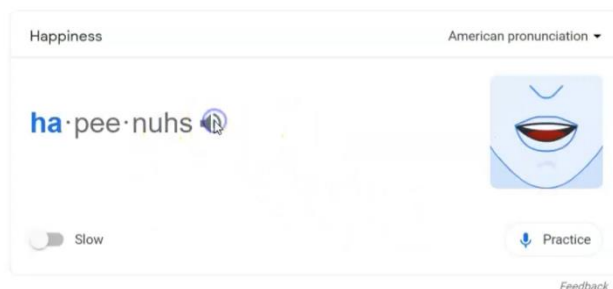 Happiness
American pronunciation
ha·pee·nuhs
Slow
Practice
Feedback